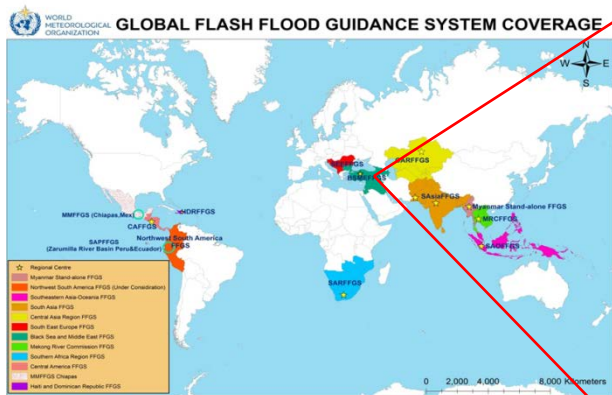 WORLD
METEOROLOGICAL
ORGANIZATION
GLOBAL FLASH FLOOD GUIDANCE SYSTEM COVERAGE
N
W E
S
CARFFGS
SAsiaFFGS
Myanmar Stand-alone FFGS
MRCFFGS
HDRFFGS
MMFFGS (Chiapas,Mex)
CAFFGS
Northwest South America
FFGS
SAPFFGS
(Zarumilla River Basin Peru&Ecuador)
SARFFGS
Regional Centre
Myanmar Stand-alone FFGS
Northwest South America FFGS (Under Considiration)
Southeastern Asia-Oceania FFGS
South Asia FFGS
Central Asia Region FFGS
South East Europe FFGS
Black Sea and Middle East FFGS
Mekong River Commission FFGS
Southern Africa Region FFGS
Central America FFGS
MMFFGS Chiapas
Haiti and Dominican Republic FFGS
0 2,000 4,000 8,000 Kilometers